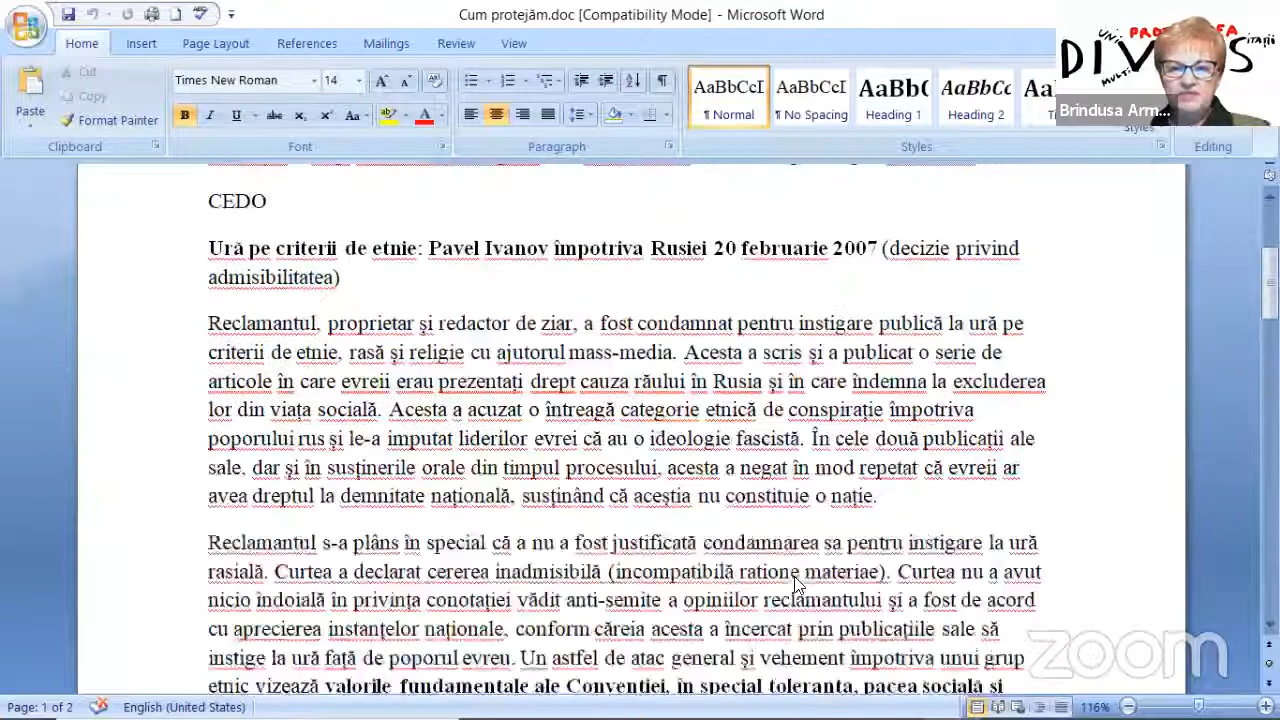 Cum protejăm.doc [Compatibility Mode] - Microsoft Word
Home Insert Page Layout References Mailings Review View
Paste
Cut
Copy
Format Painter
Clipboard
Times New Roman 14
Font
Paragraph
AaBbCcI AaBbCcI AaBbC AaBbCc Aa
¶ Normal ¶ No Spacing Heading 1 Heading 2
Styles
Styles
Editing
Brindusa Arm...
CEDO
Ură pe criterii de etnie: Pavel Ivanov împotriva Rusiei 20 februarie 2007 (decizie privind
admisibilitatea)
Reclamantul, proprietar și redactor de ziar, a fost condamnat pentru instigare publică la ură pe
criterii de etnie, rasă și religie cu ajutorul mass-media. Acesta a scris și a publicat o serie de
articole în care evreii erau prezentați drept cauza răului în Rusia și în care îndemna la excluderea
lor din viața socială. Acesta a acuzat o întreagă categorie etnică de conspirație împotriva
poporului rus și le-a imputat liderilor evrei că au o ideologie fascistă. În cele două publicații ale
sale, dar și în susținerile orale din timpul procesului, acesta a negat în mod repetat că evreii ar
avea dreptul la demnitate națională, susținând că aceștia nu constituie o nație.
Reclamantul s-a plâns în special că a nu a fost justificată condamnarea sa pentru instigare la ură
rasială. Curtea a declarat cererea inadmisibilă (incompatibilă ratione materiae). Curtea nu a avut
nicio îndoială în privința conotației vădit anti-semite a opiniilor reclamantului și a fost de acord
cu aprecierea instanțelor naționale, conform căreia acesta a încercat prin publicațiile sale să
instige la ură față de poporul evreu. Un astfel de atac general și vehement împotriva unui grup
etnic vizează valorile fundamentale ale Convenției, în special toleranța, pacea socială și
zoom
Page: 1 of 2 English (United States) 116%